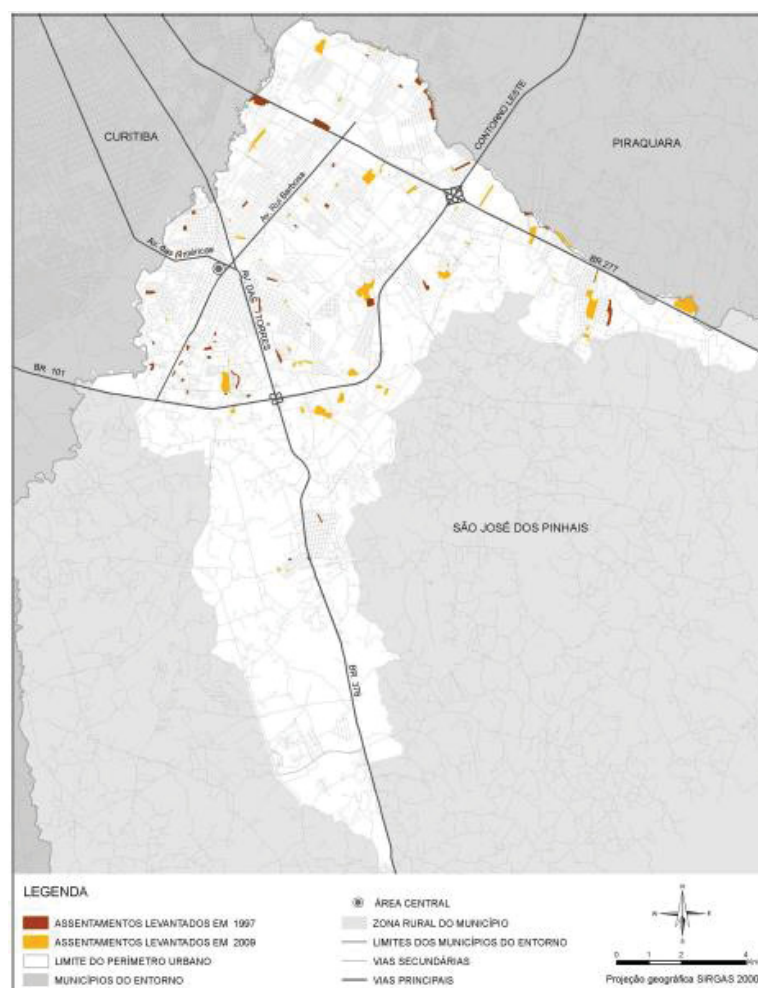 CURITIBA
PIRAQUARA
CONTORNO LESTE
Av. Rui Barbosa
Av. das Américas
AV. DAS TORRES
BR 277
BR 101
SÃO JOSÉ DOS PINHAIS
BR 376
LEGENDA
ASSENTAMENTOS LEVANTADOS EM 1997
ASSENTAMENTOS LEVANTADOS EM 2009
LIMITE DO PERÍMETRO URBANO
MUNICÍPIOS DO ENTORNO
ÁREA CENTRAL
ZONA RURAL DO MUNICÍPIO
LIMITES DOS MUNICÍPIOS DO ENTORNO
VIAS SECUNDÁRIAS
VIAS PRINCIPAIS
N
0 1 2 4
Projeção geográfica SIRGAS 2000